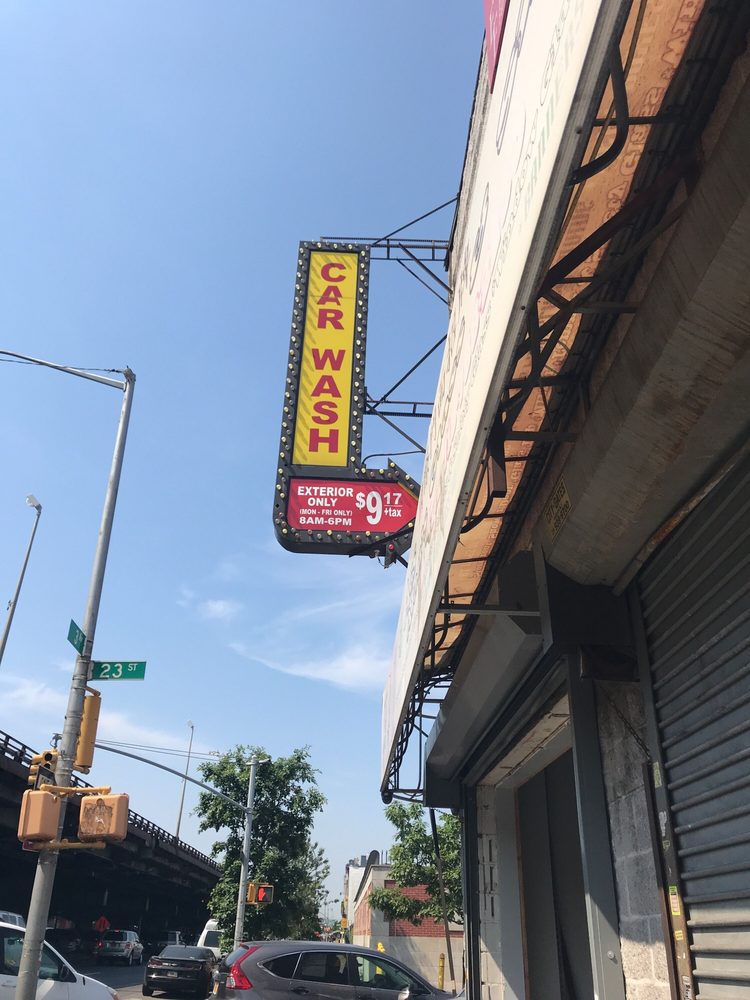 CAR WASH
EXTERIOR
ONLY
(MON - FRI ONLY)
8AM-6PM
$9 17
+tax
23 ST